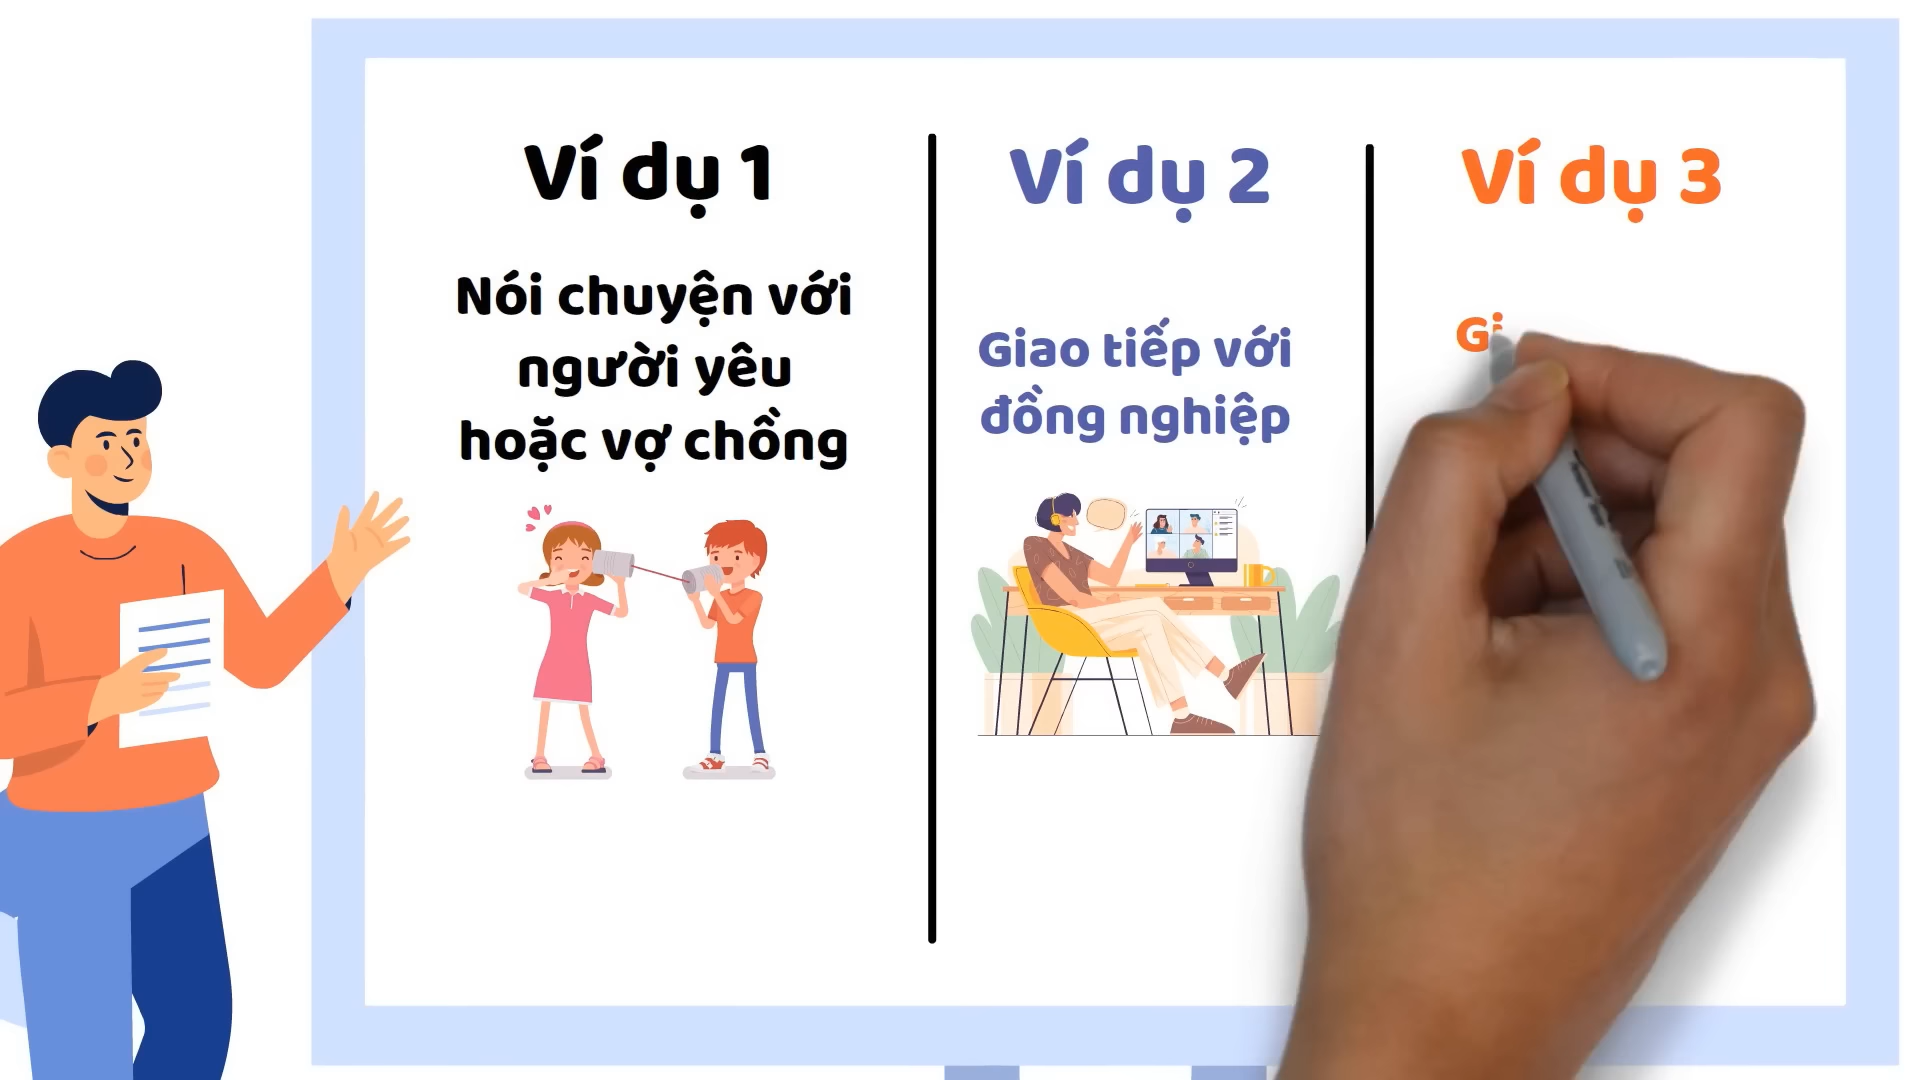 Ví dụ 1
Nói chuyện với
người yêu
hoặc vợ chồng
Ví dụ 2
Giao tiếp với
đồng nghiệp
Ví dụ 3
Gi